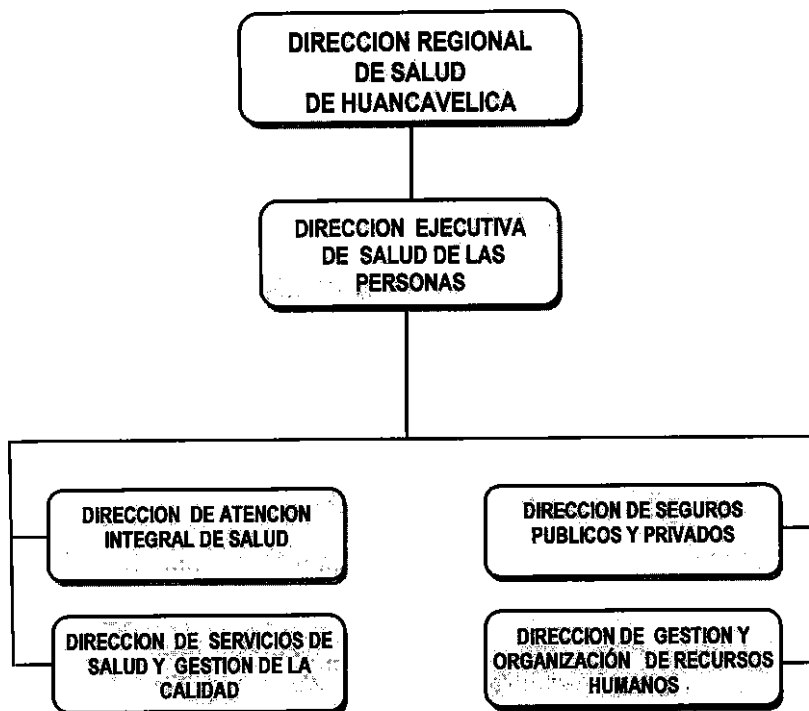 DIRECCION REGIONAL
DE SALUD
DE HUANCAVELICA
DIRECCION EJECUTIVA
DE SALUD DE LAS
PERSONAS
DIRECCION DE ATENCION
INTEGRAL DE SALUD
DIRECCION DE SEGUROS
PUBLICOS Y PRIVADOS
DIRECCION DE SERVICIOS DE
SALUD Y GESTION DE LA
CALIDAD
DIRECCION DE GESTION Y
ORGANIZACIÓN DE RECURSOS
HUMANOS